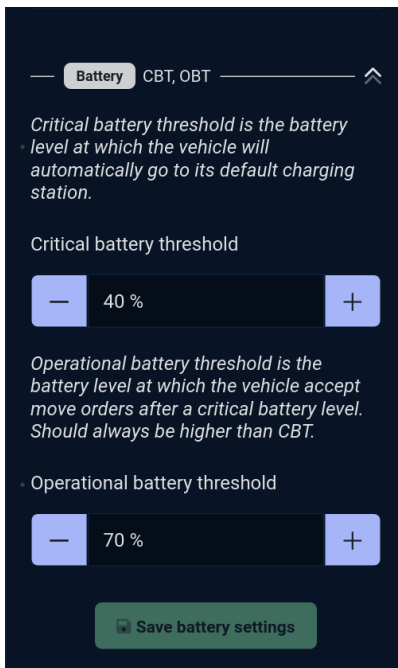 Battery CBT, OBT
Critical battery threshold is the battery
level at which the vehicle will
automatically go to its default charging
station.
Critical battery threshold
40 %
Operational battery threshold is the
battery level at which the vehicle accept
move orders after a critical battery level.
Should always be higher than CBT.
Operational battery threshold
70 %
Save battery settings